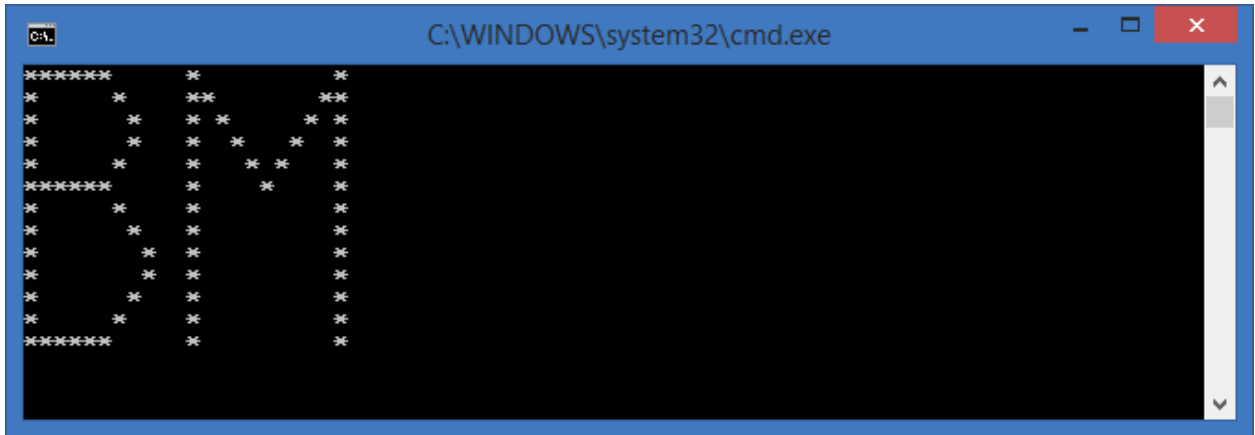 C:\.
C:\WINDOWS\system32\cmd.exe
******     *         *
*     *    **       **
*      *   * *     * *
*      *   *  *   *  *
*     *    *   * *   *
******     *    *    *
*     *    *         *
*      *   *         *
*       *  *         *
*       *  *         *
*      *   *         *
*     *    *         *
******     *         *